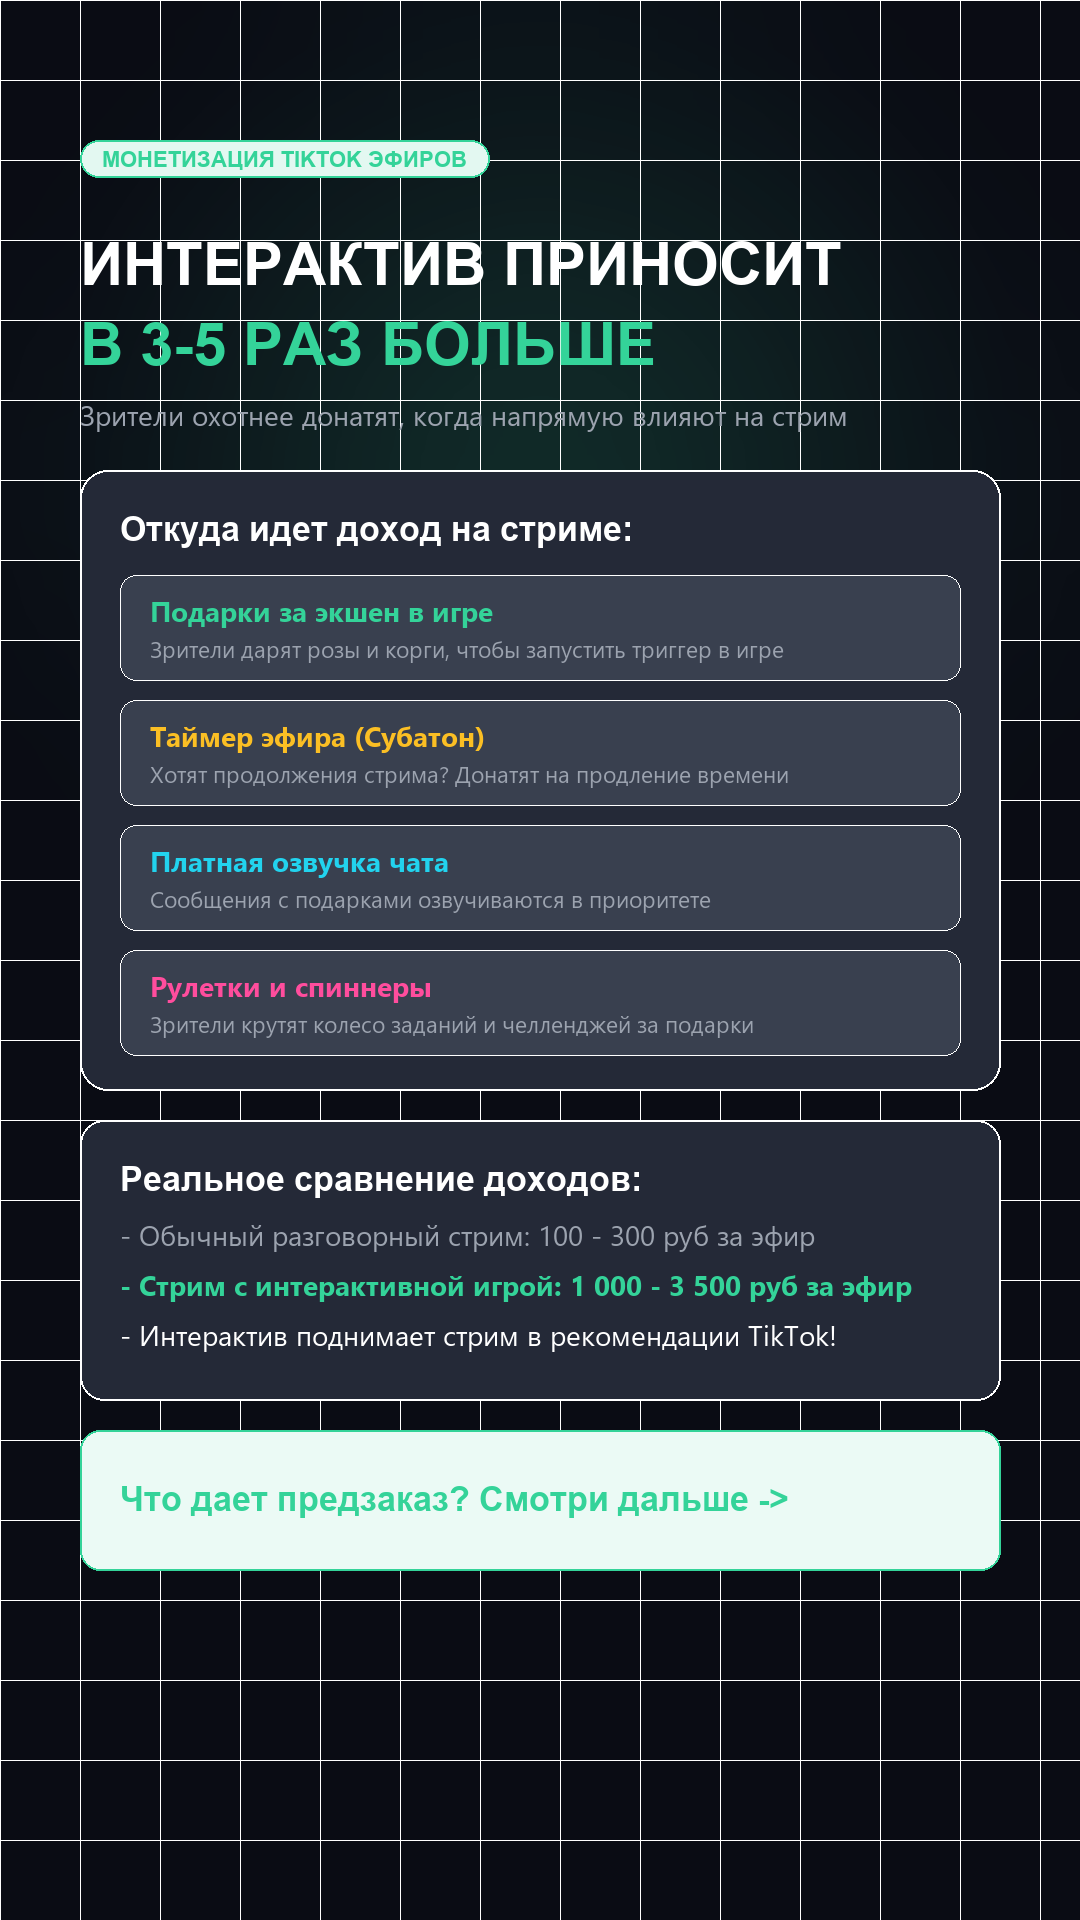 МОНЕТИЗАЦИЯ TIKTOK ЭФИРОВ
ИНТЕРАКТИВ ПРИНОСИТ
В 3-5 РАЗ БОЛЬШЕ
Зрители охотнее донатят, когда напрямую влияют на стрим
Откуда идет доход на стриме:
Подарки за экшен в игре
Зрители дарят розы и корги, чтобы запустить триггер в игре
Таймер эфира (Субатон)
Хотят продолжения стрима? Донатят на продление времени
Платная озвучка чата
Сообщения с подарками озвучиваются в приоритете
Рулетки и спиннеры
Зрители крутят колесо заданий и челленджей за подарки
Реальное сравнение доходов:
- Обычный разговорный стрим: 100 - 300 руб за эфир
- Стрим с интерактивной игрой: 1 000 - 3 500 руб за эфир
- Интерактив поднимает стрим в рекомендации TikTok!
Что дает предзаказ? Смотри дальше ->